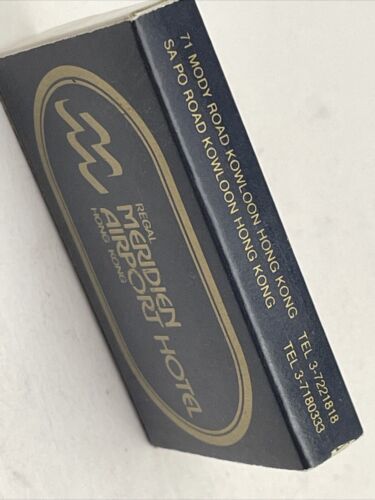 REGAL
MERIDIEN
AIRPORT HOTEL
HONG KONG
71 MODY ROAD KOWLOON HONG KONG TEL 3-7221818
SA PO ROAD KOWLOON HONG KONG TEL 3-7180333